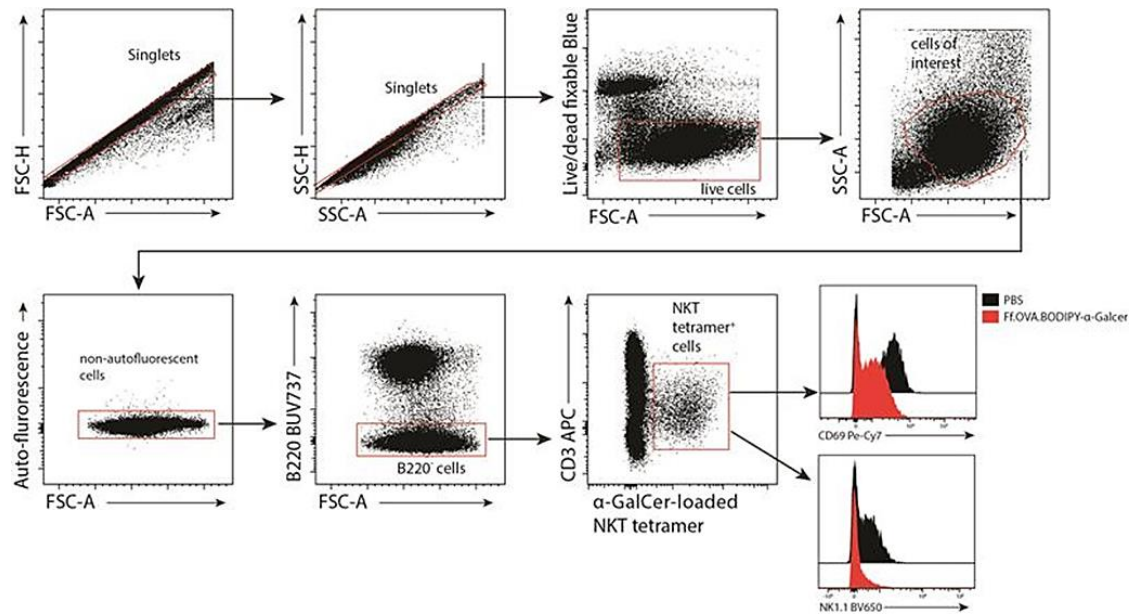 Singlets
FSC-H
FSC-A
Singlets
SSC-H
SSC-A
Live/dead fixable Blue
live cells
FSC-A
cells of
interest
SSC-A
FSC-A
Auto-flurorescence
non-autofluorescent
cells
FSC-A
B220 BUV737
B220- cells
FSC-A
CD3 APC
NKT
tetramer+
cells
α-GalCer-loaded
NKT tetramer
PBS
Ff.OVA.BODIPY-α-Galcer
CD69 Pe-Cy7
NK1.1 BV650